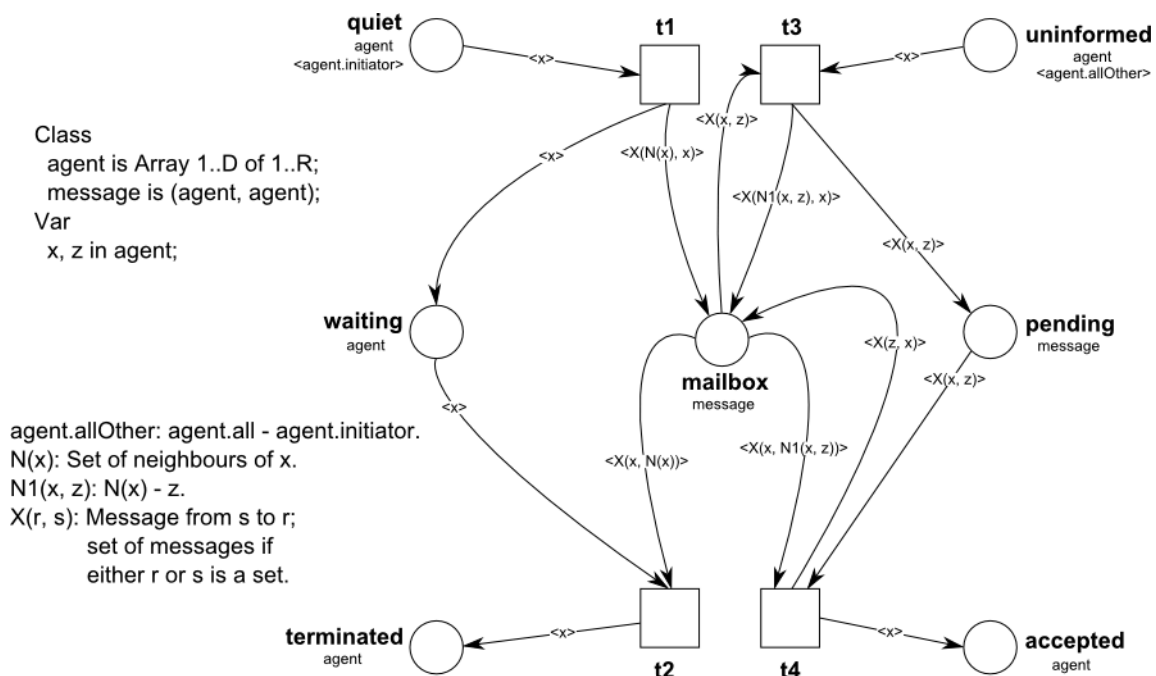 quiet
agent
<agent.initiator>
t1
t3
uninformed
agent
<agent.allOther>
<x>
<x>
<X(x, z)>
<x>
<X(N(x), x)>
<X(N1(x, z), x)>
<X(x, z)>
Class
agent is Array 1..D of 1..R;
message is (agent, agent);
Var
x, z in agent;
waiting
agent
mailbox
message
pending
message
<X(z, x)>
<X(x, z)>
<x>
<X(x, N(x))>
<X(x, N1(x, z))>
agent.allOther: agent.all - agent.initiator.
N(x): Set of neighbours of x.
N1(x, z): N(x) - z.
X(r, s): Message from s to r;
set of messages if
either r or s is a set.
terminated
agent
<x>
t2
t4
<x>
accepted
agent